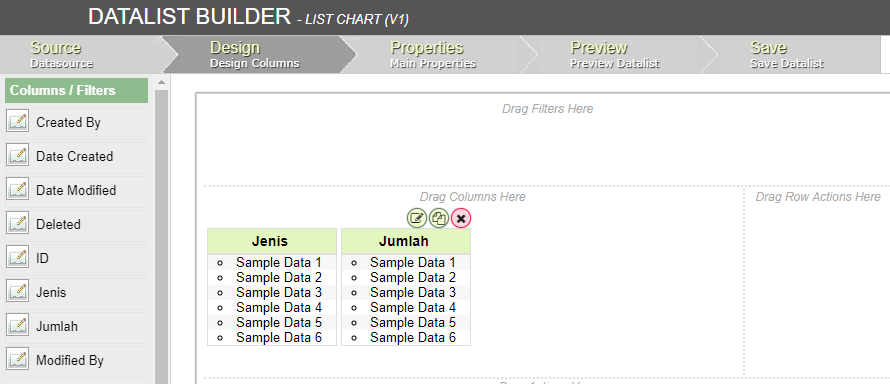 DATALIST BUILDER - LIST CHART (V1)
Source
Datasource
Design
Design Columns
Properties
Main Properties
Preview
Preview Datalist
Save
Save Datalist
Columns / Filters
Created By
Date Created
Date Modified
Deleted
ID
Jenis
Jumlah
Modified By
Drag Filters Here
Drag Columns Here
Drag Row Actions Here
Jenis
Sample Data 1
Sample Data 2
Sample Data 3
Sample Data 4
Sample Data 5
Sample Data 6
Jumlah
Sample Data 1
Sample Data 2
Sample Data 3
Sample Data 4
Sample Data 5
Sample Data 6